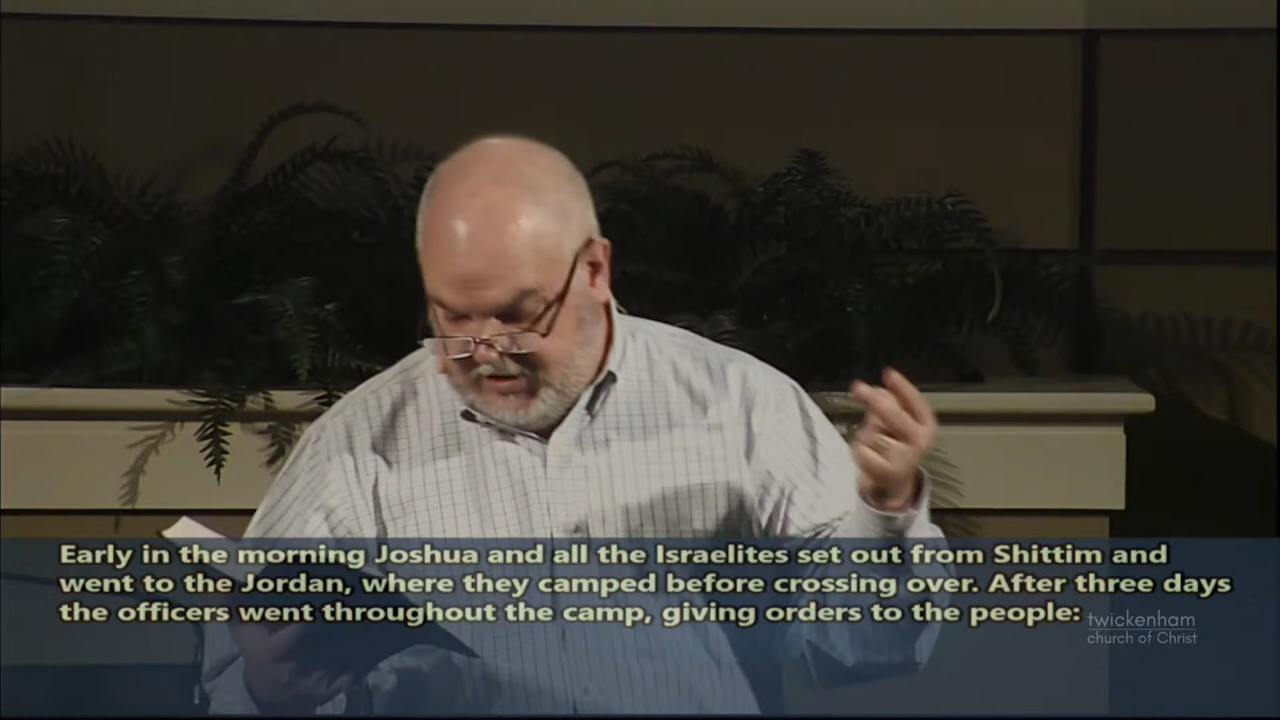 Early in the morning Joshua and all the Israelites set out from Shittim and
went to the Jordan, where they camped before crossing over. After three days
the officers went throughout the camp, giving orders to the people:
twickenham
church of Christ